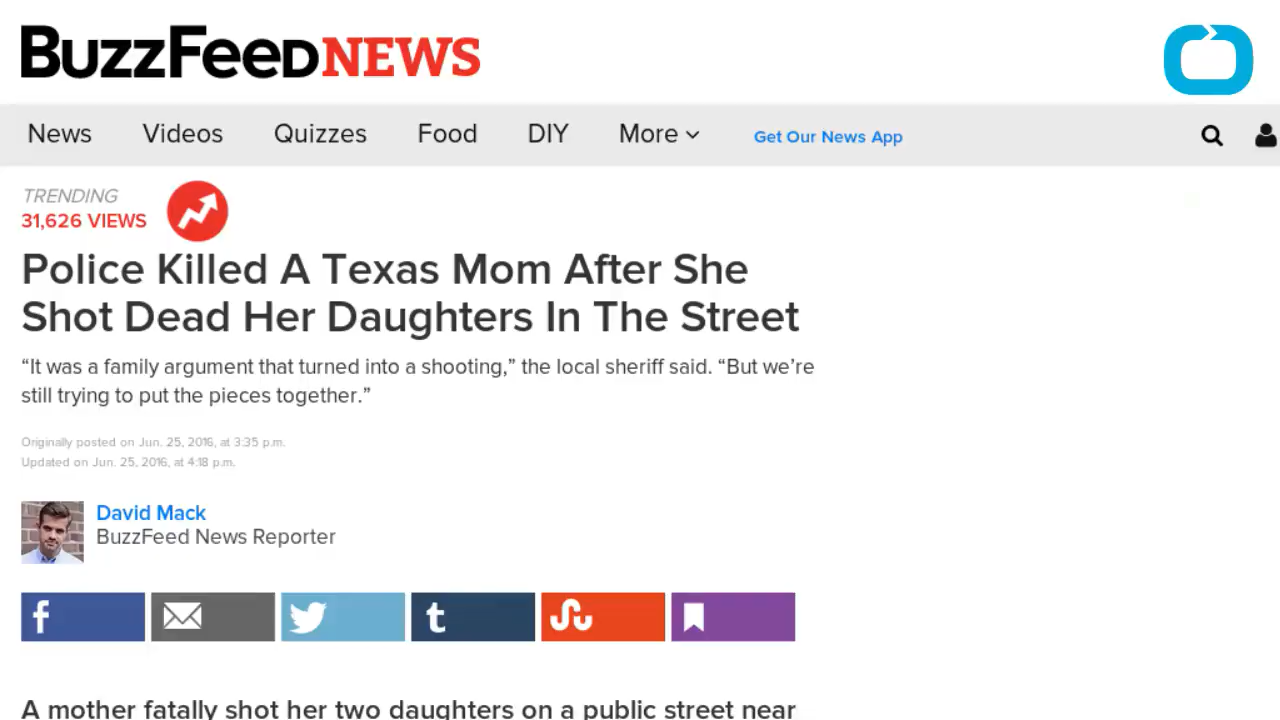 BuzzFeedNEWS
News Videos Quizzes Food DIY More Get Our News App
TRENDING
31,626 VIEWS
Police Killed A Texas Mom After She
Shot Dead Her Daughters In The Street
“It was a family argument that turned into a shooting,” the local sheriff said. “But we’re
still trying to put the pieces together.”
Originally posted on Jun. 25, 2016, at 3:35 p.m.
Updated on Jun. 25, 2016, at 4:18 p.m.
David Mack
BuzzFeed News Reporter
A mother fatally shot her two daughters on a public street near